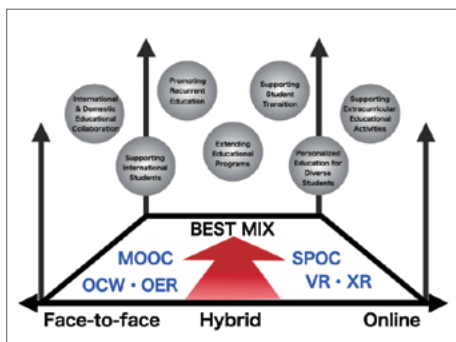 Promoting
Recurrent
Education
Supporting
Student
Transition
International
& Domestic
Educational
Collaboration
Supporting
Extracurricular
Educational
Activities
Supporting
International
Students
Extending
Educational
Programs
Personalized
Education for
Diverse
Students
BEST MIX
MOOC
SPOC
OCW・OER
VR・XR
Face-to-face
Hybrid
Online